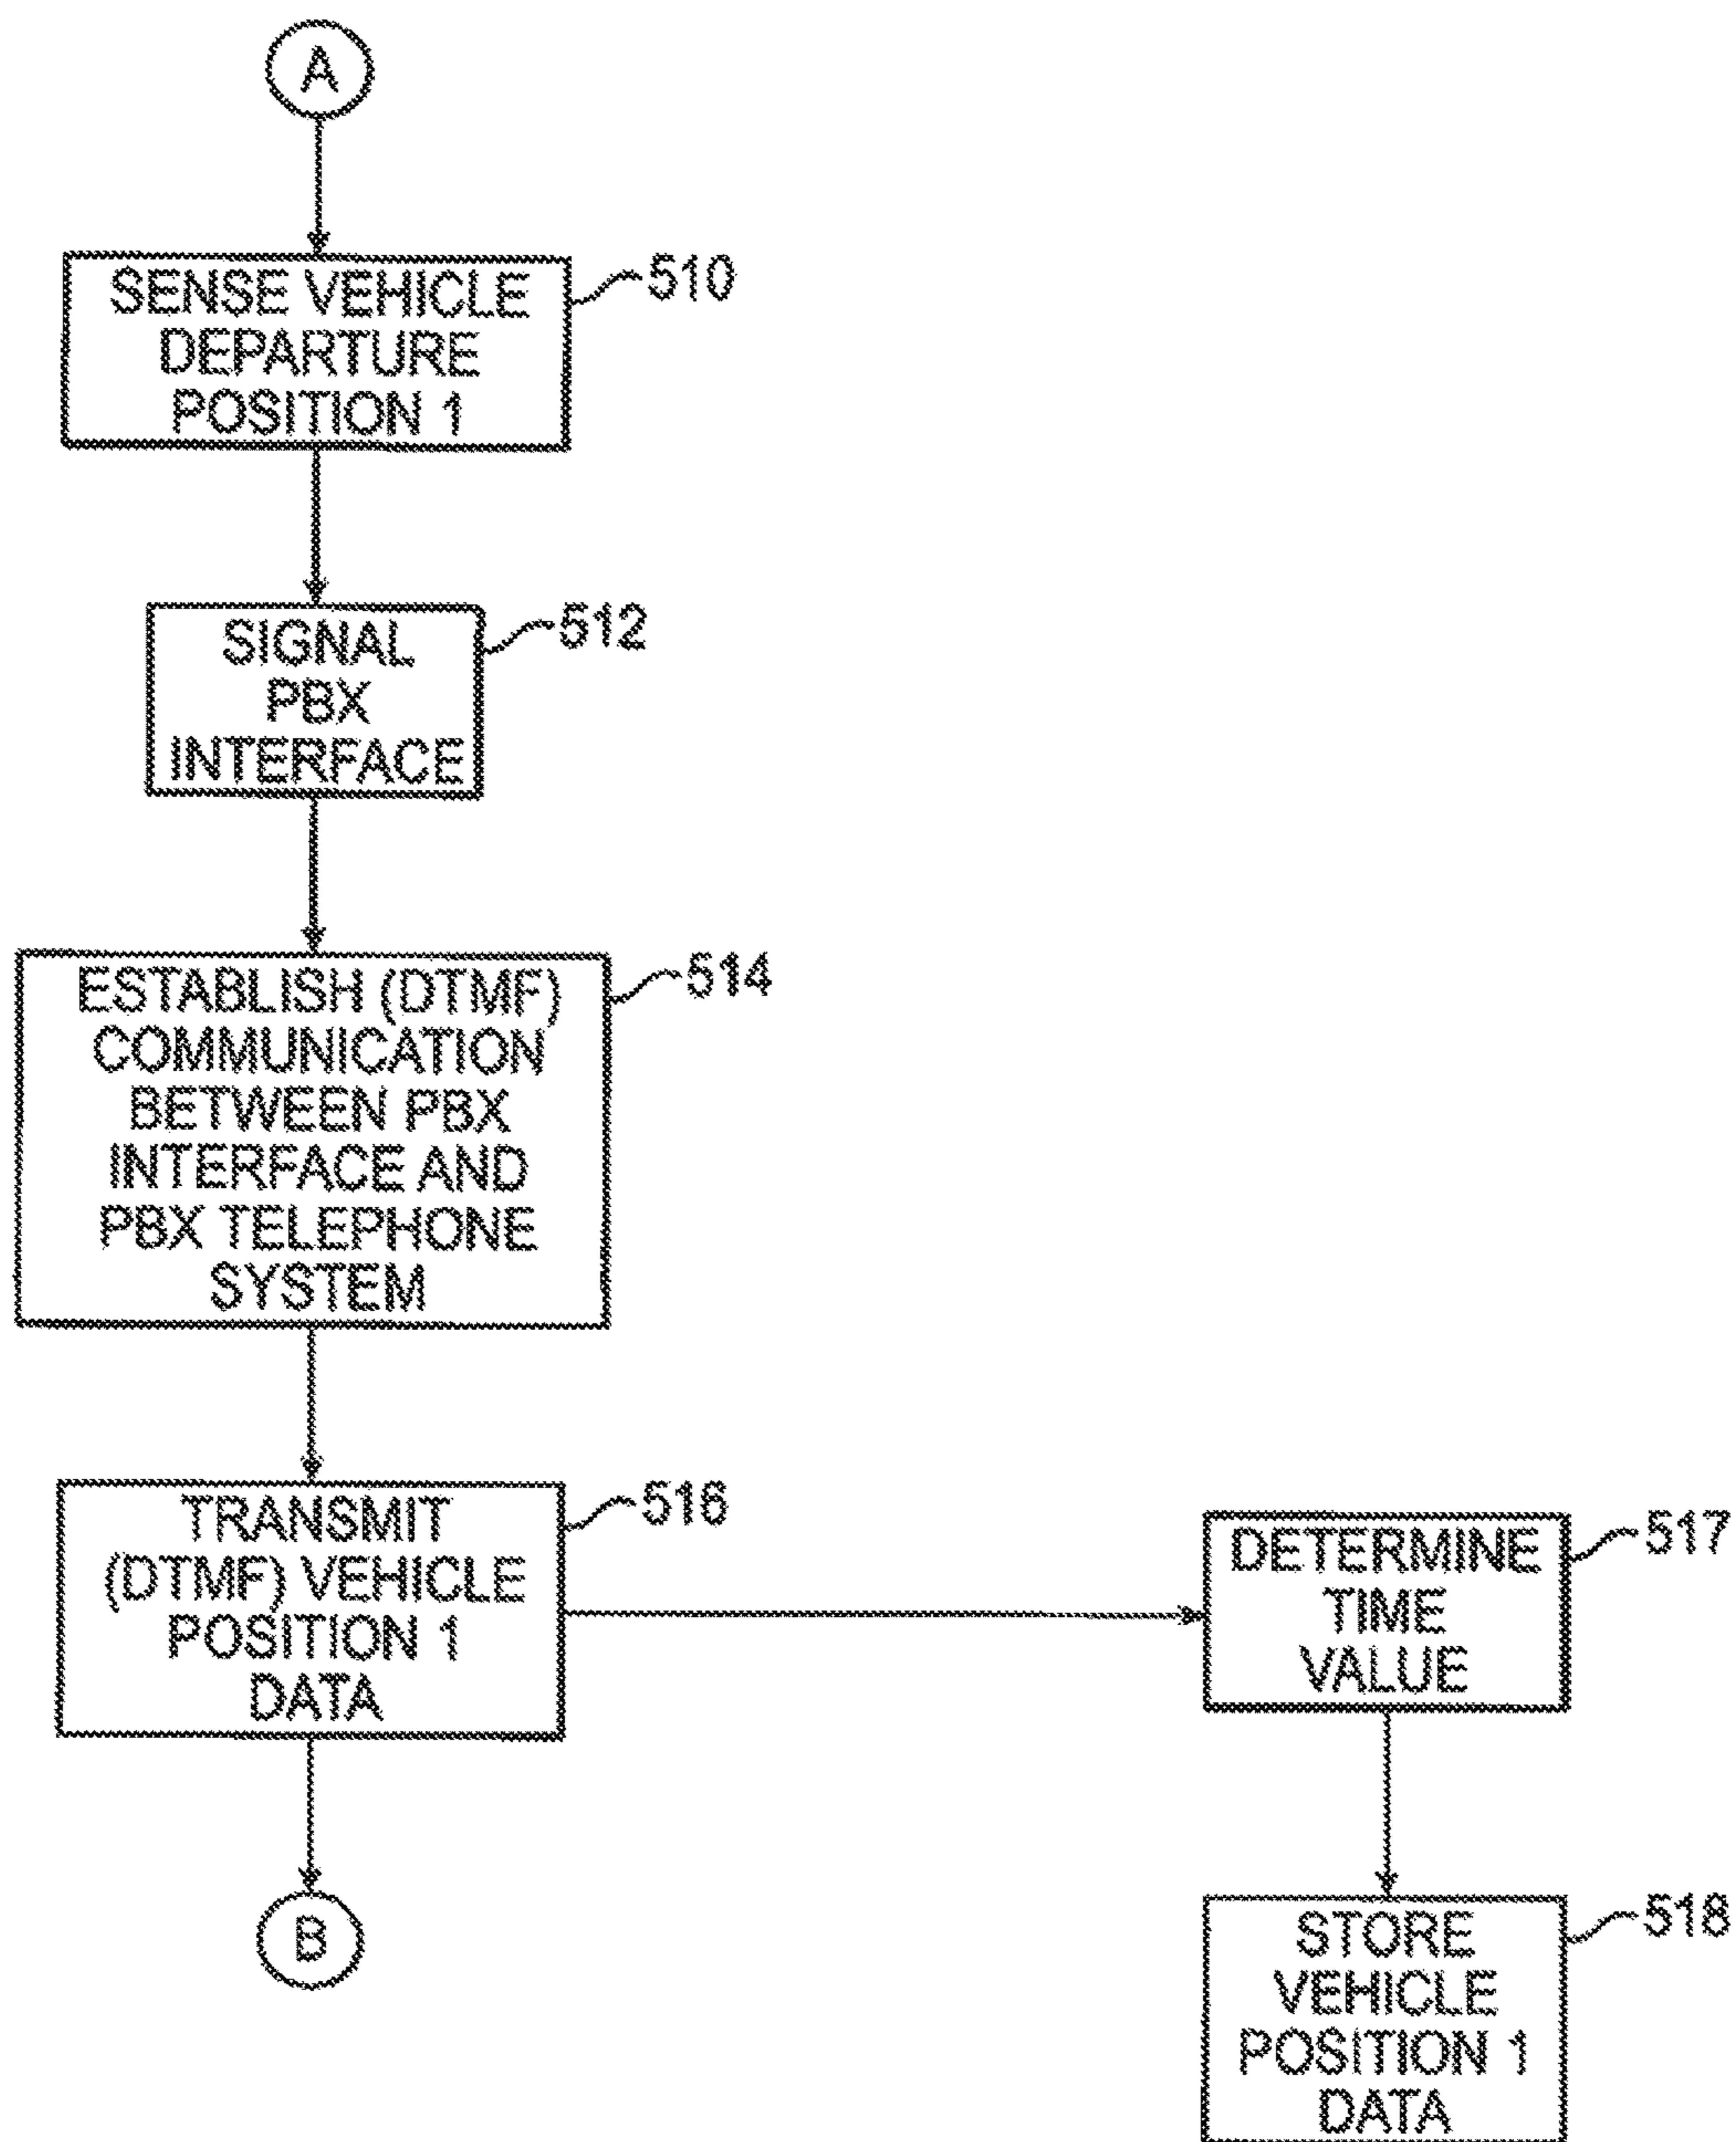 A
SENSE VEHICLE
DEPARTURE
POSITION 1
510
SIGNAL
PBX
INTERFACE
512
ESTABLISH (DTMF)
COMMUNICATION
BETWEEN PBX
INTERFACE AND
PBX TELEPHONE
SYSTEM
514
TRANSMIT
(DTMF) VEHICLE
POSITION 1
DATA
516
DETERMINE
TIME
VALUE
517
B
STORE
VEHICLE
POSITION 1
DATA
518